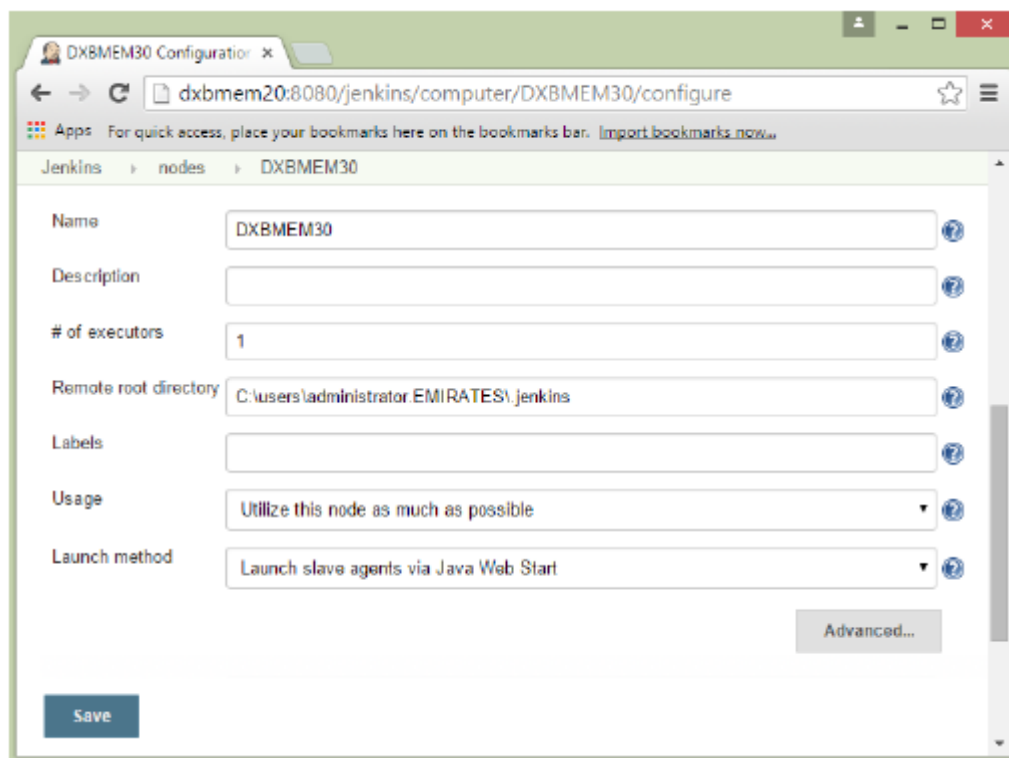 DXBMEM30 Configuration
dxbmem20:8080/jenkins/computer/DXBMEM30/configure
Apps For quick access, place your bookmarks here on the bookmarks bar. Import bookmarks now...
Jenkins nodes DXBMEM30
Name DXBMEM30
Description
# of executors 1
Remote root directory C:\users\administrator.EMIRATES\.jenkins
Labels
Usage Utilize this node as much as possible
Launch method Launch slave agents via Java Web Start
Advanced...
Save